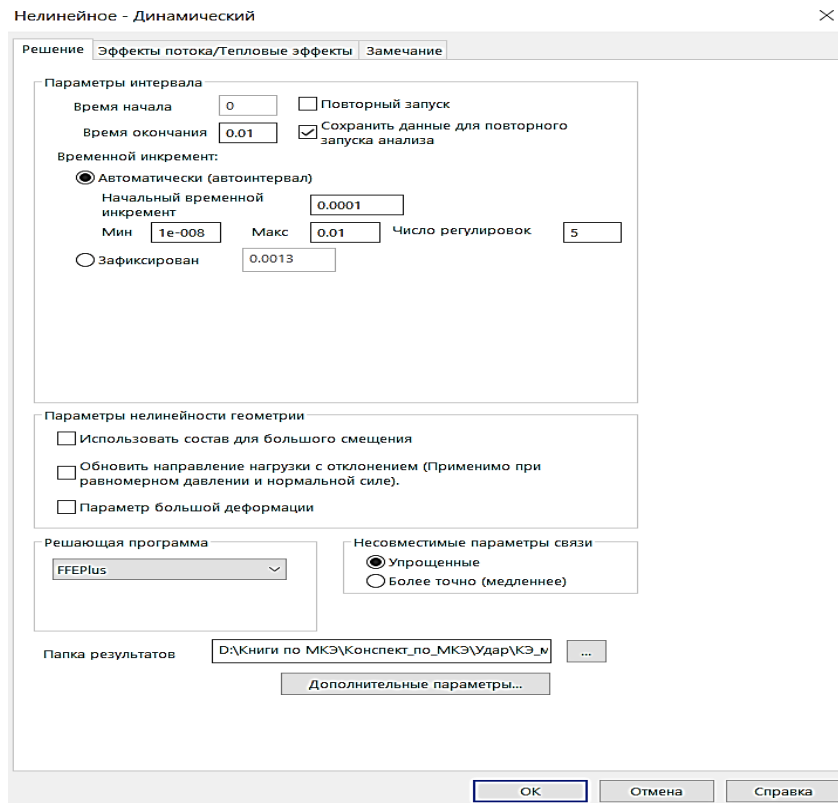 Нелинейное - Динамический
Решение Эффекты потока/Тепловые эффекты Замечание
Параметры интервала
Время начала 0 Повторный запуск
Время окончания 0.01 Сохранить данные для повторного запуска анализа
Временной инкремент:
Автоматически (автоинтервал)
Начальный временной инкремент 0.0001
Мин 1e-008 Макс 0.01 Число регулировок 5
Зафиксирован 0.0013
Параметры нелинейности геометрии
Использовать состав для большого смещения
Обновить направление нагрузки с отклонением (Применимо при
равномерном давлении и нормальной силе).
Параметр большой деформации
Решающая программа
FFEPlus
Несовместимые параметры связи
Упрощенные
Более точно (медленнее)
Папка результатов D:\Книги по МКЭ\Конспект_по_МКЭ\Удар\КЭ_м ...
Дополнительные параметры...
OK Отмена Справка